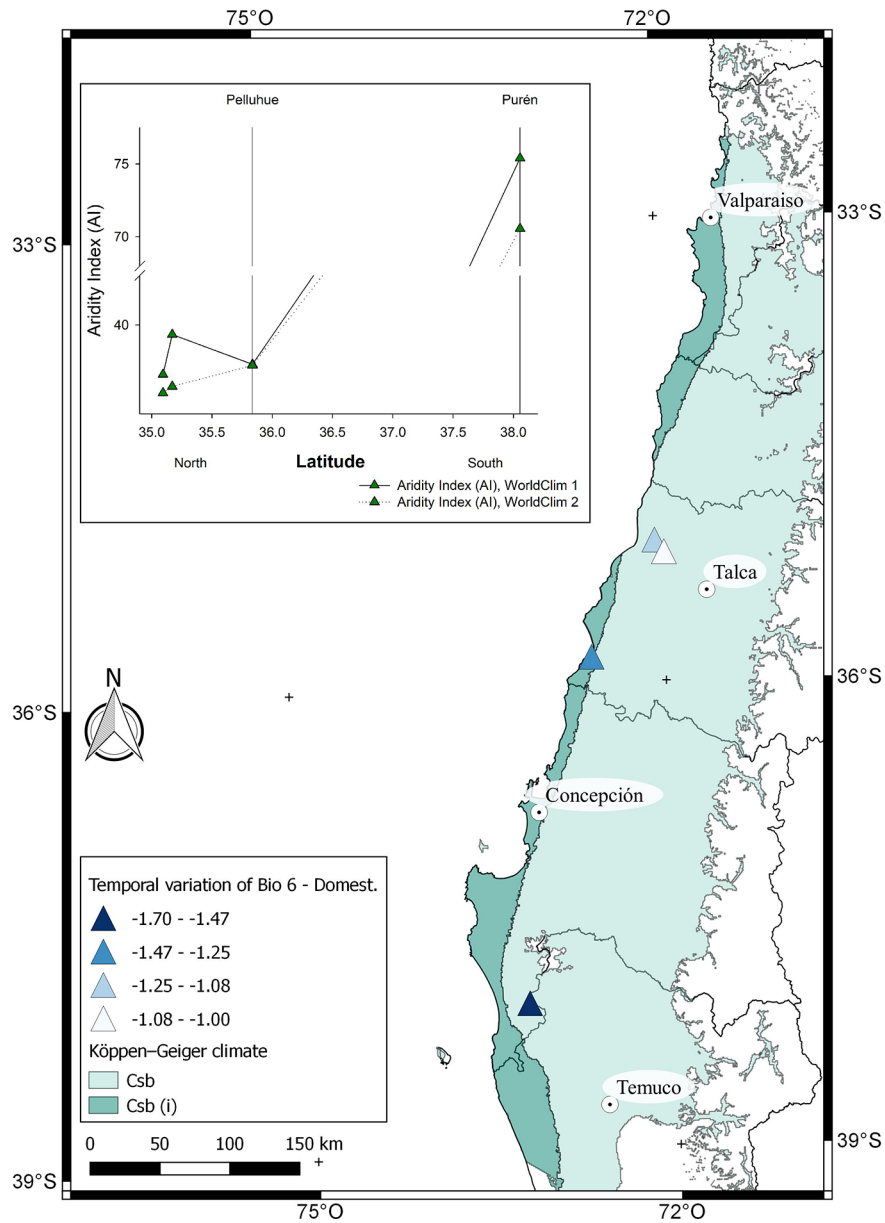 75°O 72°O
Pelluhue Purén
75
70
40
Aridity Index (AI)
35.0 35.5 36.0 36.5 37.0 37.5 38.0
North Latitude South
Aridity Index (AI), WorldClim 1
Aridity Index (AI), WorldClim 2
33°S
33°S
Valparaiso
Talca
36°S
36°S
N
Concepción
Temporal variation of Bio 6 - Domest.
-1.70 - -1.47
-1.47 - -1.25
-1.25 - -1.08
-1.08 - -1.00
Köppen–Geiger climate
Csb
Csb (i)
Temuco
0 50 100 150 km
39°S
39°S
75°O 72°O